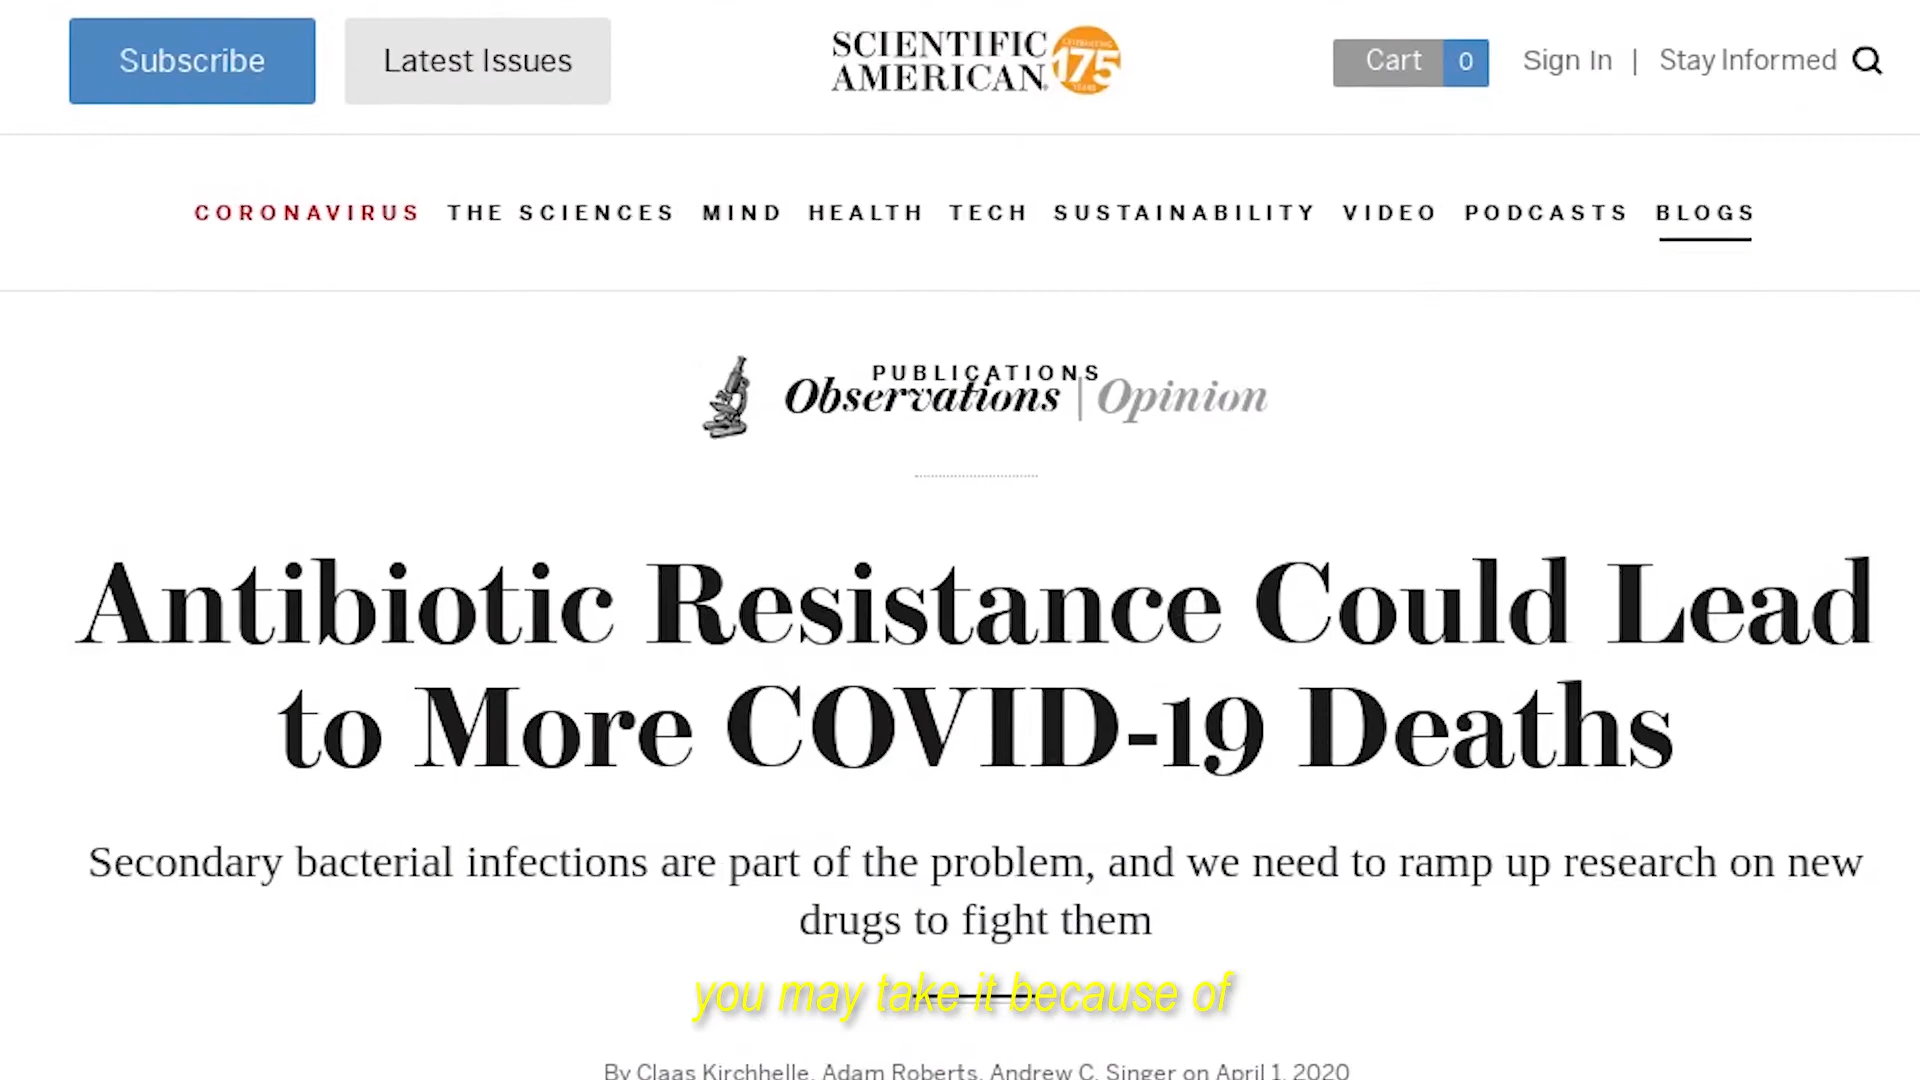 Subscribe
Latest Issues
SCIENTIFIC
AMERICAN
CELEBRATING
175
YEARS
Cart 0
Sign In | Stay Informed
CORONAVIRUS THE SCIENCES MIND HEALTH TECH SUSTAINABILITY VIDEO PODCASTS BLOGS
PUBLICATIONS
Observations | Opinion
Antibiotic Resistance Could Lead
to More COVID-19 Deaths
Secondary bacterial infections are part of the problem, and we need to ramp up research on new
drugs to fight them
you may take it because of
By Claas Kirchhelle, Adam Roberts, Andrew C. Singer on April 1, 2020